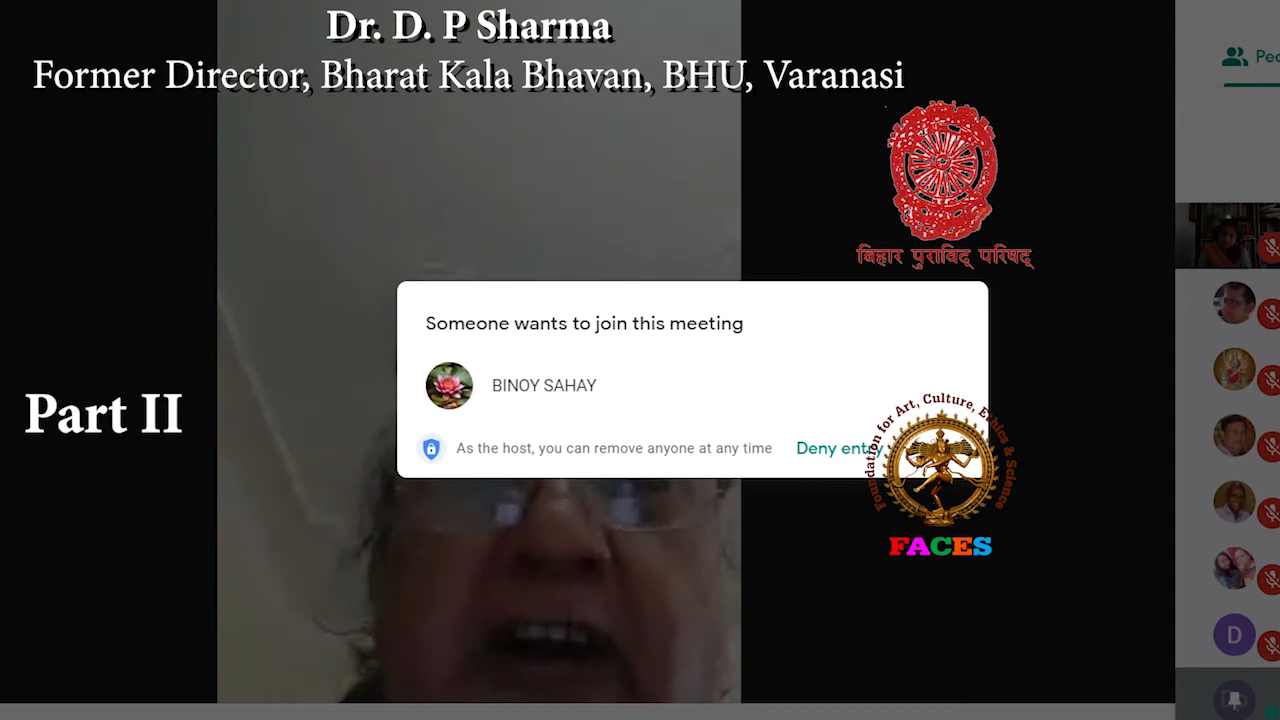 Dr. D. P Sharma
Former Director, Bharat Kala Bhavan, BHU, Varanasi
बिहार पुराविद् परिषद्
Someone wants to join this meeting
BINOY SAHAY
As the host, you can remove anyone at any time
Deny entry
Foundation for Art, Culture, Ethics & Science
FACES
Part II
D